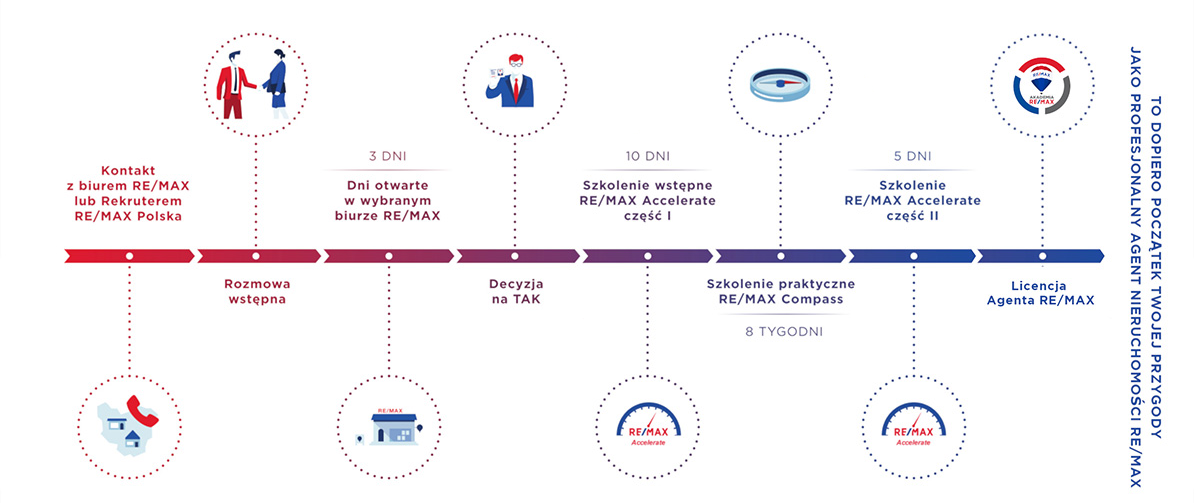 Kontakt
z biurem RE/MAX
lub Rekruterem
RE/MAX Polska
Rozmowa
wstępna
3 DNI
Dni otwarte
w wybranym
biurze RE/MAX
RE/MAX
Decyzja
na TAK
10 DNI
Szkolenie wstępne
RE/MAX Accelerate
część I
RE/MAX
Accelerate
Szkolenie praktyczne
RE/MAX Compass
8 TYGODNI
5 DNI
Szkolenie
RE/MAX Accelerate
część II
RE/MAX
Accelerate
RE/MAX
AKADEMIA
RE/MAX
Licencja
Agenta RE/MAX
TO DOPIERO POCZĄTEK TWOJEJ PRZYGODY
JAKO PROFESJONALNY AGENT NIERUCHOMOŚCI RE/MAX